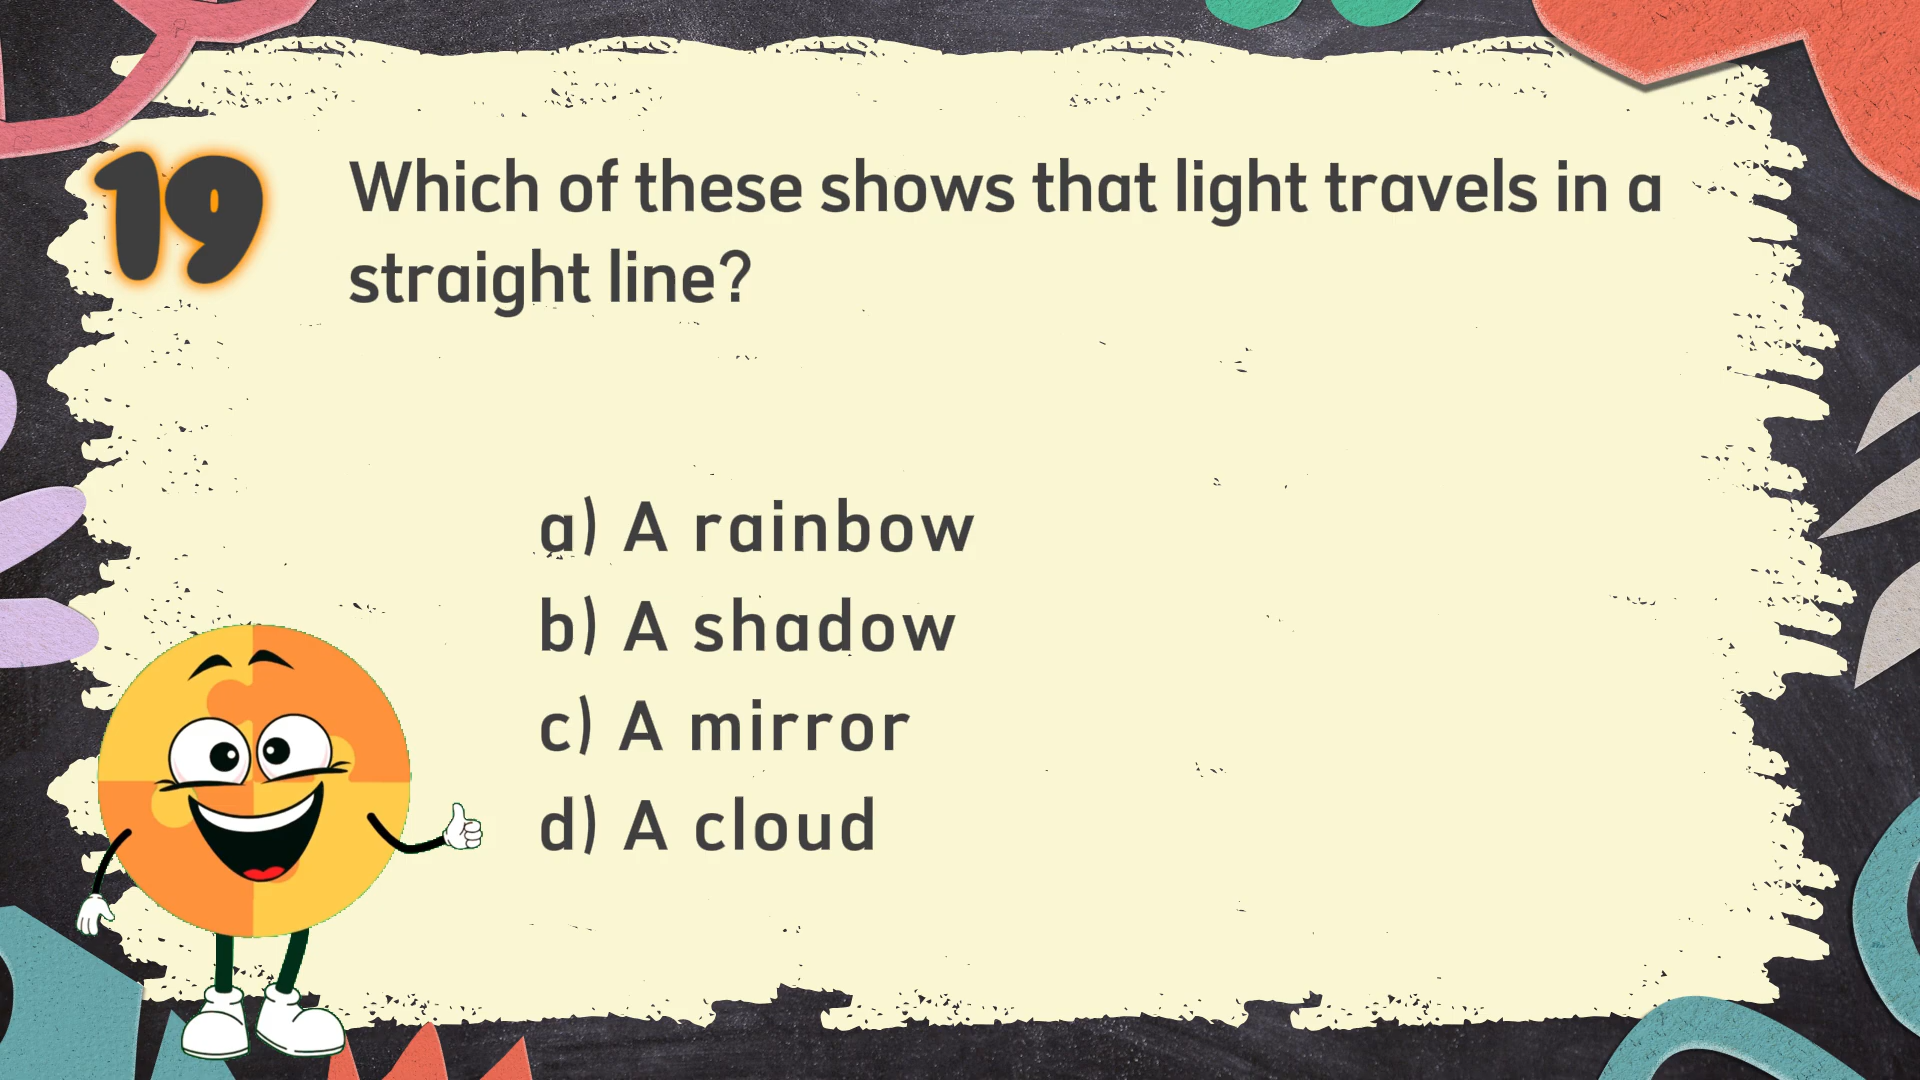 19
Which of these shows that light travels in a
straight line?
a) A rainbow
b) A shadow
c) A mirror
d) A cloud